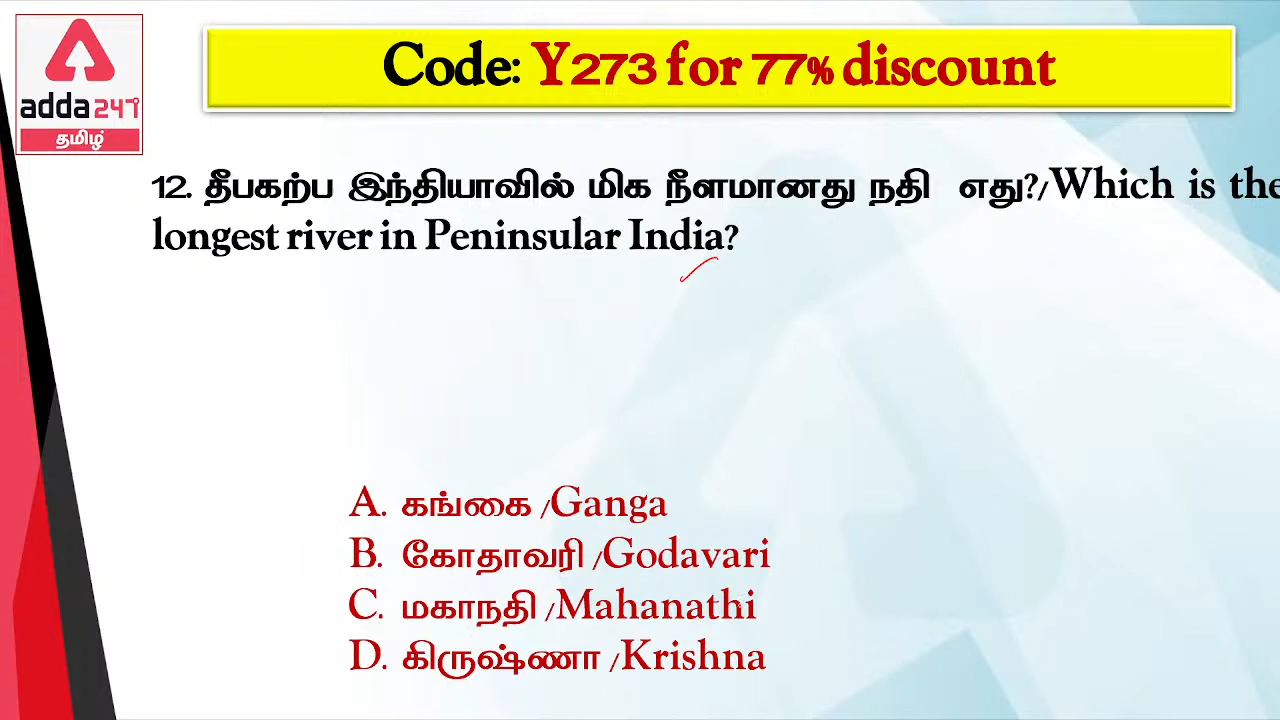 adda247
தமிழ்
Code: Y273 for 77% discount
12. தீபகற்ப இந்தியாவில் மிக நீளமானது நதி எது?/Which is the
longest river in Peninsular India?
A. கங்கை /Ganga
B. கோதாவரி /Godavari
C. மகாநதி /Mahanathi
D. கிருஷ்ணா /Krishna